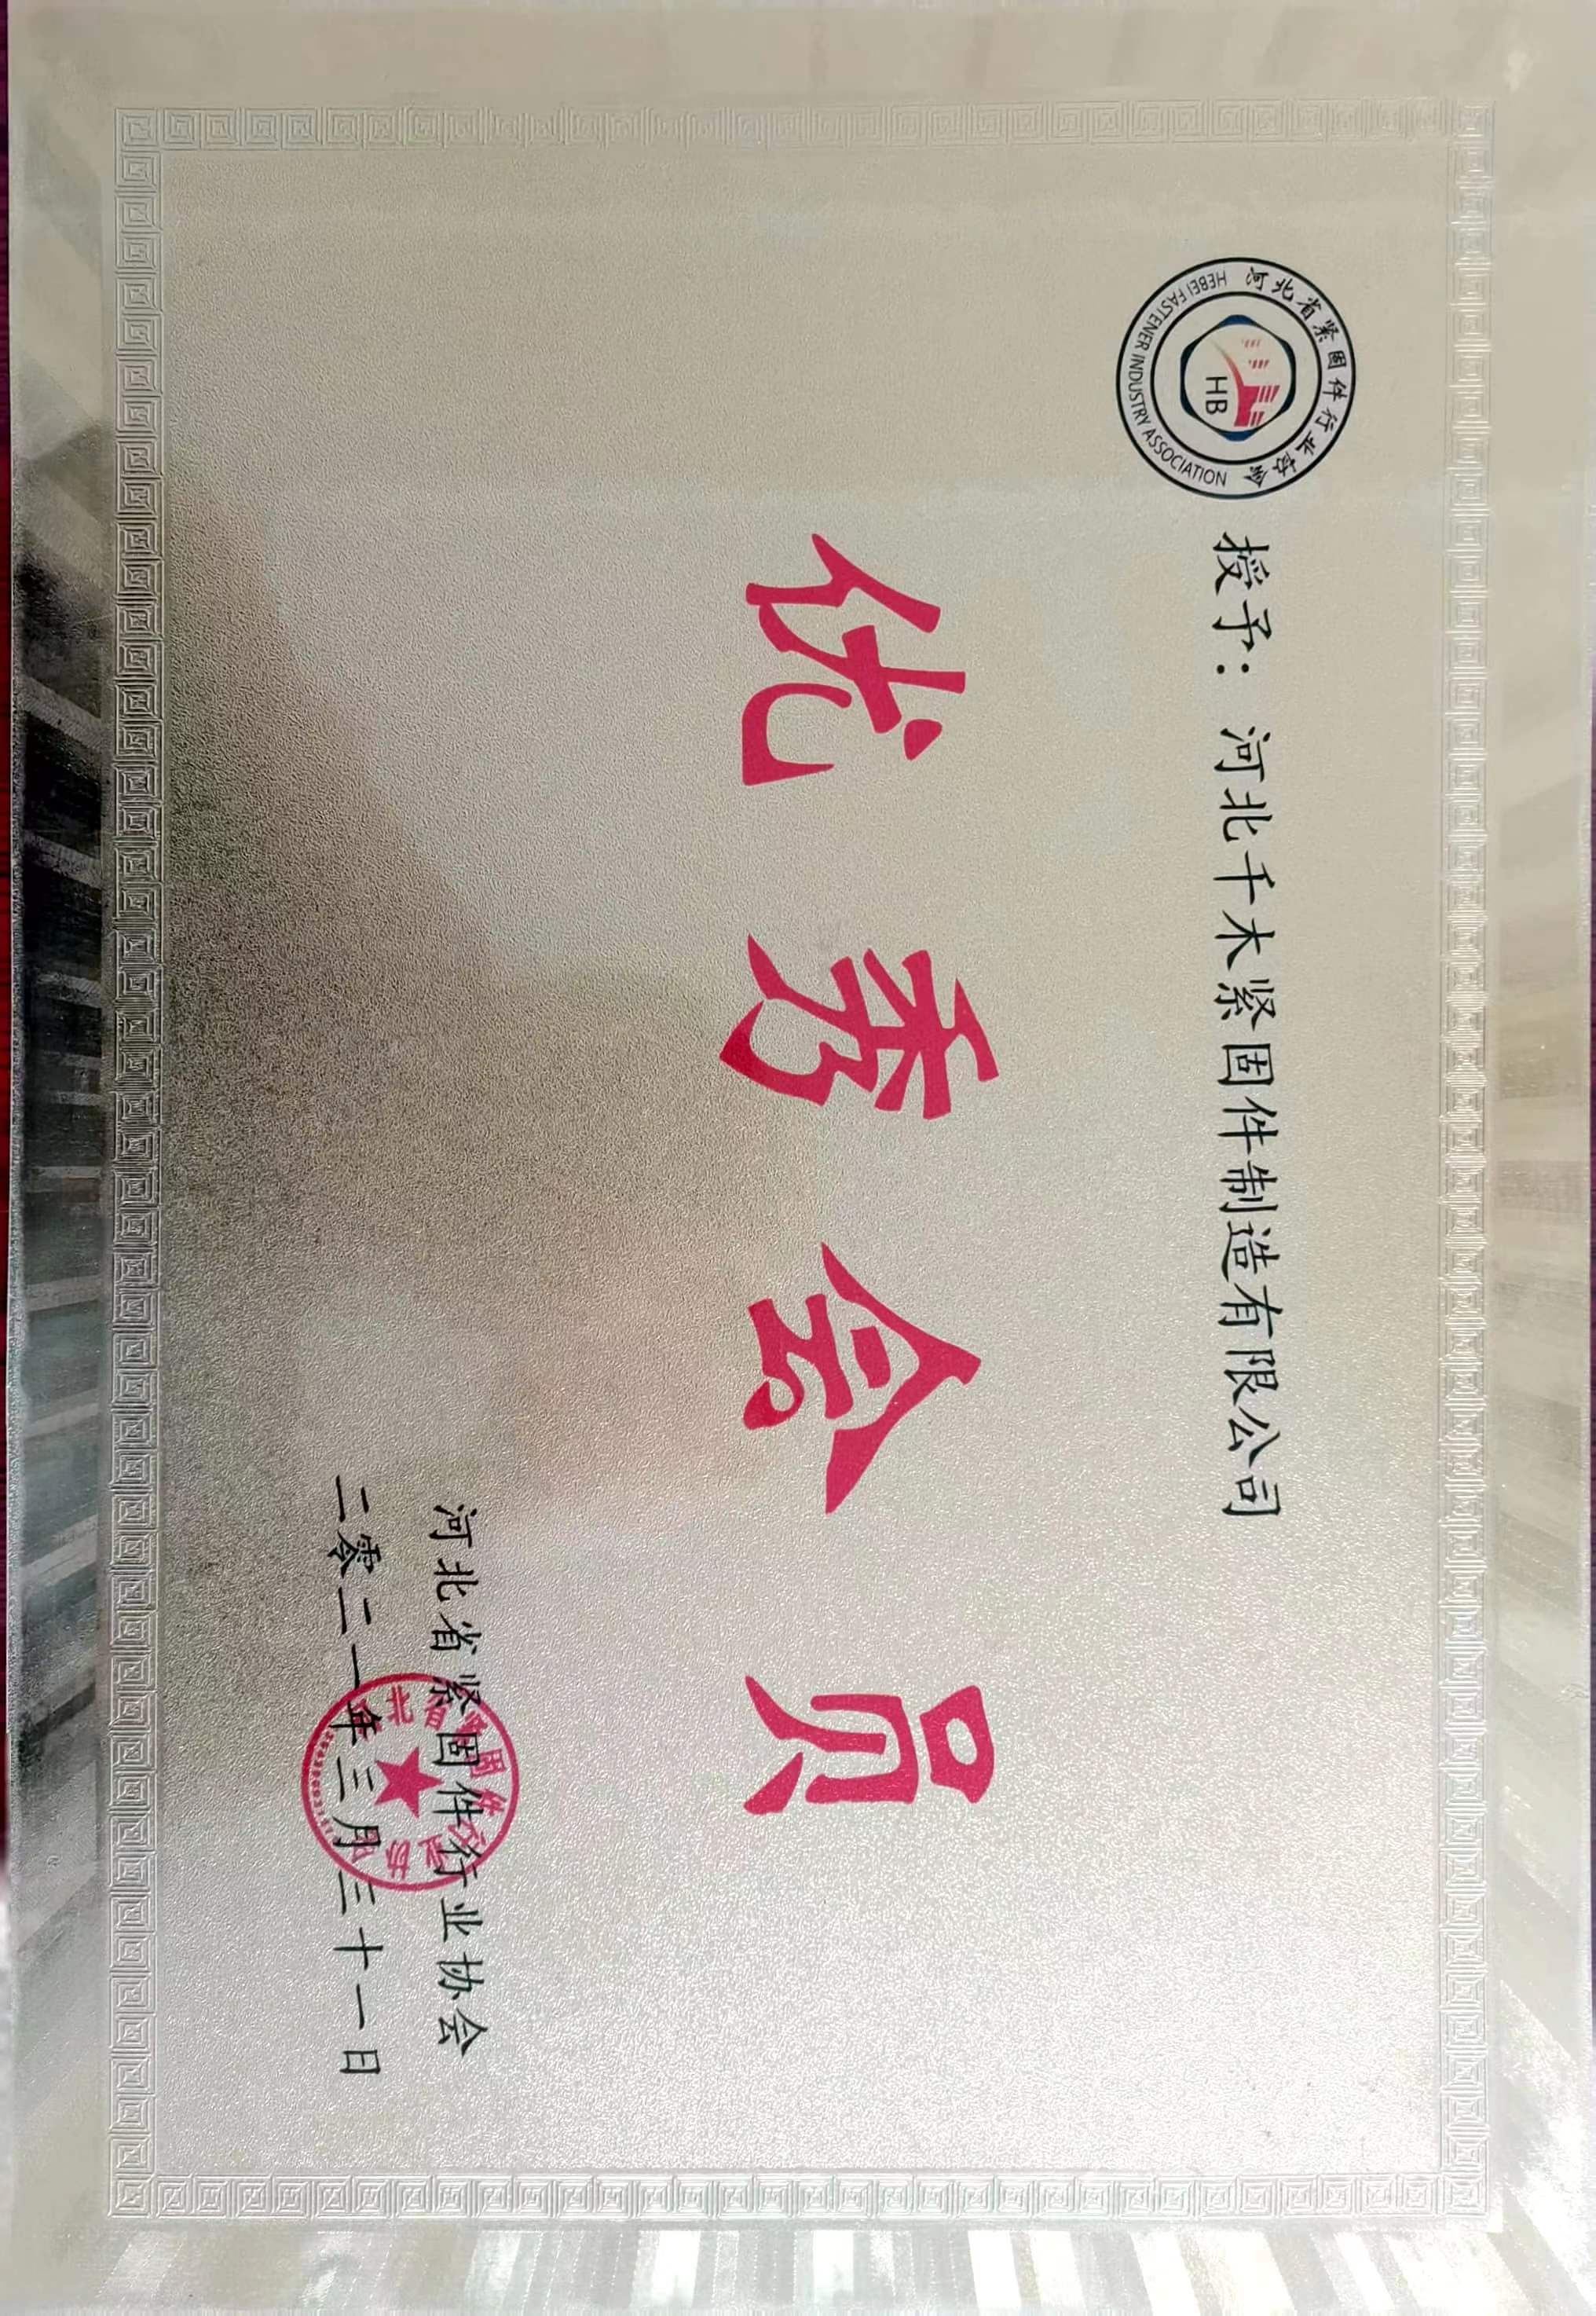 河北省紧固件行业协会
HEBEI FASTENER INDUSTRY ASSOCIATION
HB
授予：河北千木紧固件制造有限公司
优秀会员
河北省紧固件行业协会
二零二一年三月三十一日